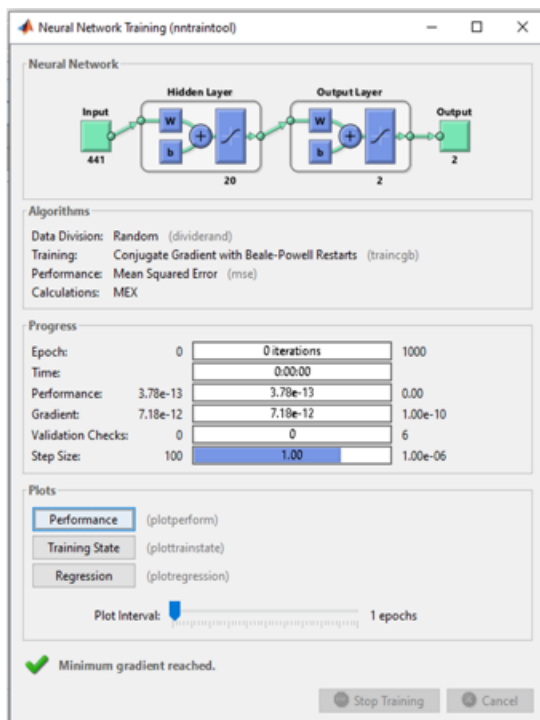 Neural Network Training (nntraintool)
Neural Network
Hidden Layer Output Layer
Input Output
W W
b b
441 2
20 2
Algorithms
Data Division: Random (dividerand)
Training: Conjugate Gradient with Beale-Powell Restarts (traincgb)
Performance: Mean Squared Error (mse)
Calculations: MEX
Progress
Epoch: 0 0 iterations 1000
Time: 0:00:00
Performance: 3.78e-13 3.78e-13 0.00
Gradient: 7.18e-12 7.18e-12 1.00e-10
Validation Checks: 0 0 6
Step Size: 100 1.00 1.00e-06
Plots
Performance (plotperform)
Training State (plottrainstate)
Regression (plotregression)
Plot Interval: 1 epochs
Minimum gradient reached.
Stop Training Cancel